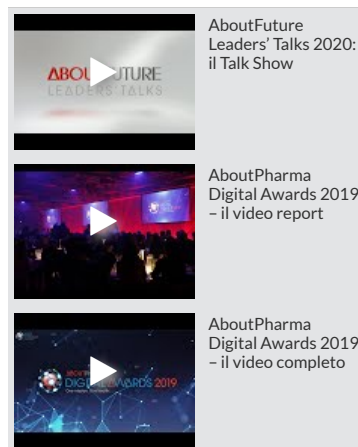 ABOUTFUTURE
LEADERS' TALKS
AboutFuture
Leaders’ Talks 2020:
il Talk Show
AboutPharma
Digital Awards 2019
– il video report
DIGITAL AWARDS 2019
AboutPharma
Digital Awards 2019
– il video completo